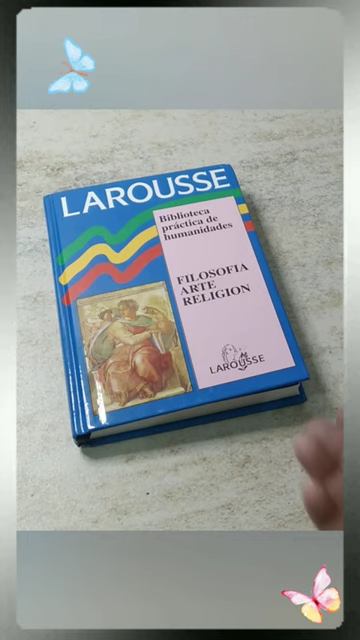 LAROUSSE
Biblioteca
práctica de
humanidades
FILOSOFIA
ARTE
RELIGION
LAROUSSE